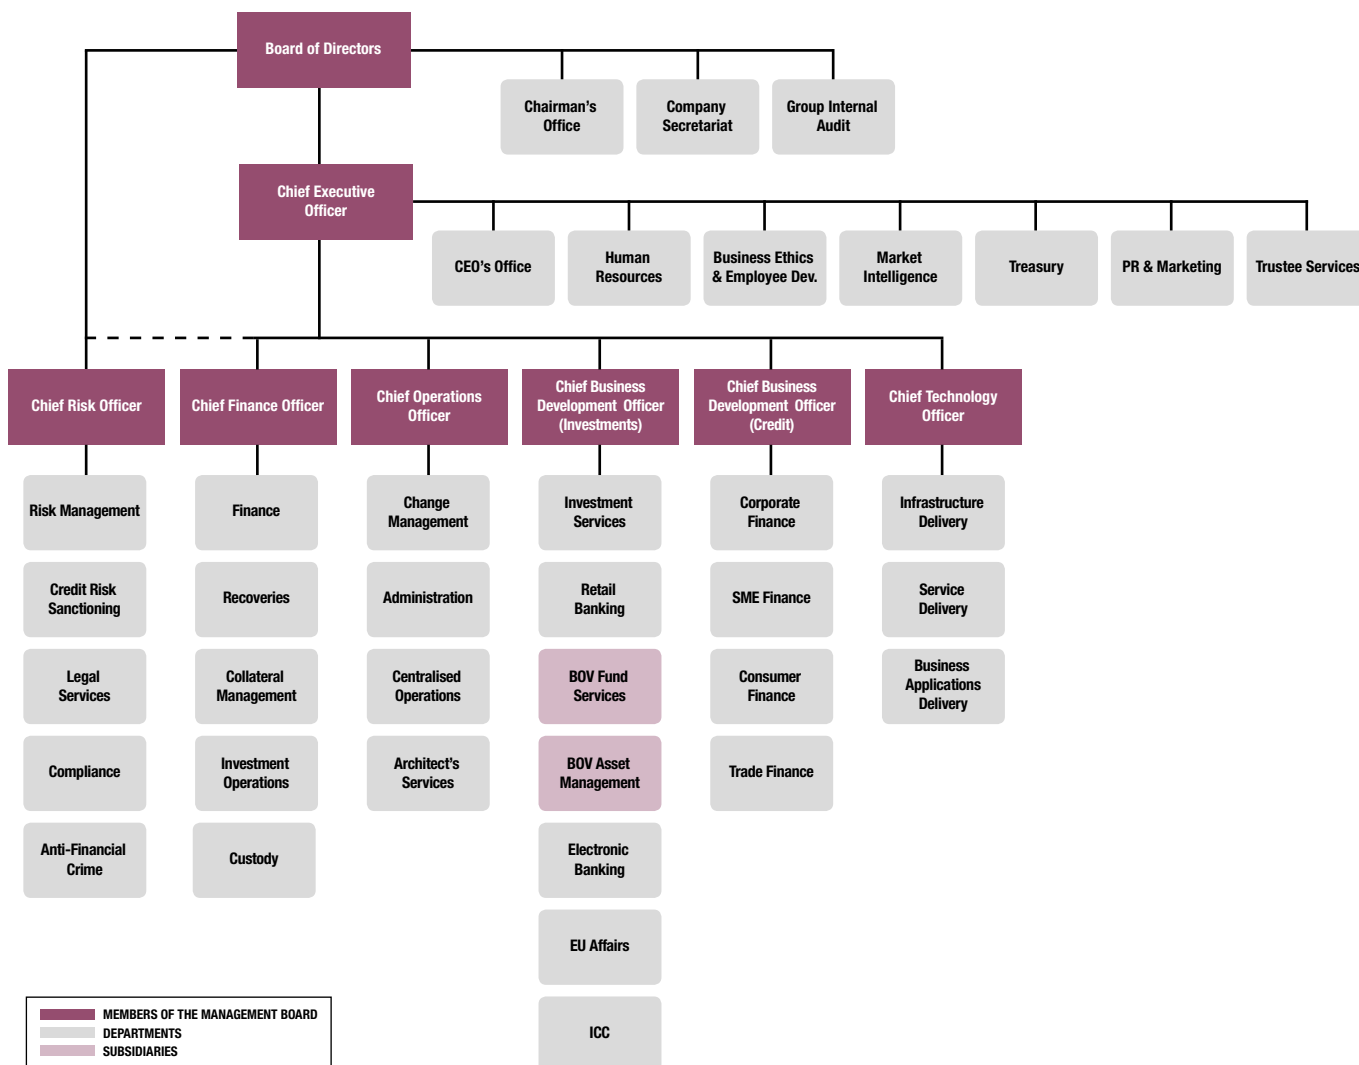 Board of Directors
Chairman's
Office
Company
Secretariat
Group Internal
Audit
Chief Executive
Officer
CEO's Office
Human
Resources
Business Ethics
& Employee Dev.
Market
Intelligence
Treasury
PR & Marketing
Trustee Services
Chief Risk Officer
Chief Finance Officer
Chief Operations
Officer
Chief Business
Development Officer
(Investments)
Chief Business
Development Officer
(Credit)
Chief Technology
Officer
Risk Management
Finance
Change
Management
Investment
Services
Corporate
Finance
Infrastructure
Delivery
Credit Risk
Sanctioning
Recoveries
Administration
Retail
Banking
SME Finance
Service
Delivery
Legal
Services
Collateral
Management
Centralised
Operations
BOV Fund
Services
Consumer
Finance
Business
Applications
Delivery
Compliance
Investment
Operations
Architect's
Services
BOV Asset
Management
Trade Finance
Anti-Financial
Crime
Custody
Electronic
Banking
EU Affairs
ICC
MEMBERS OF THE MANAGEMENT BOARD
DEPARTMENTS
SUBSIDIARIES